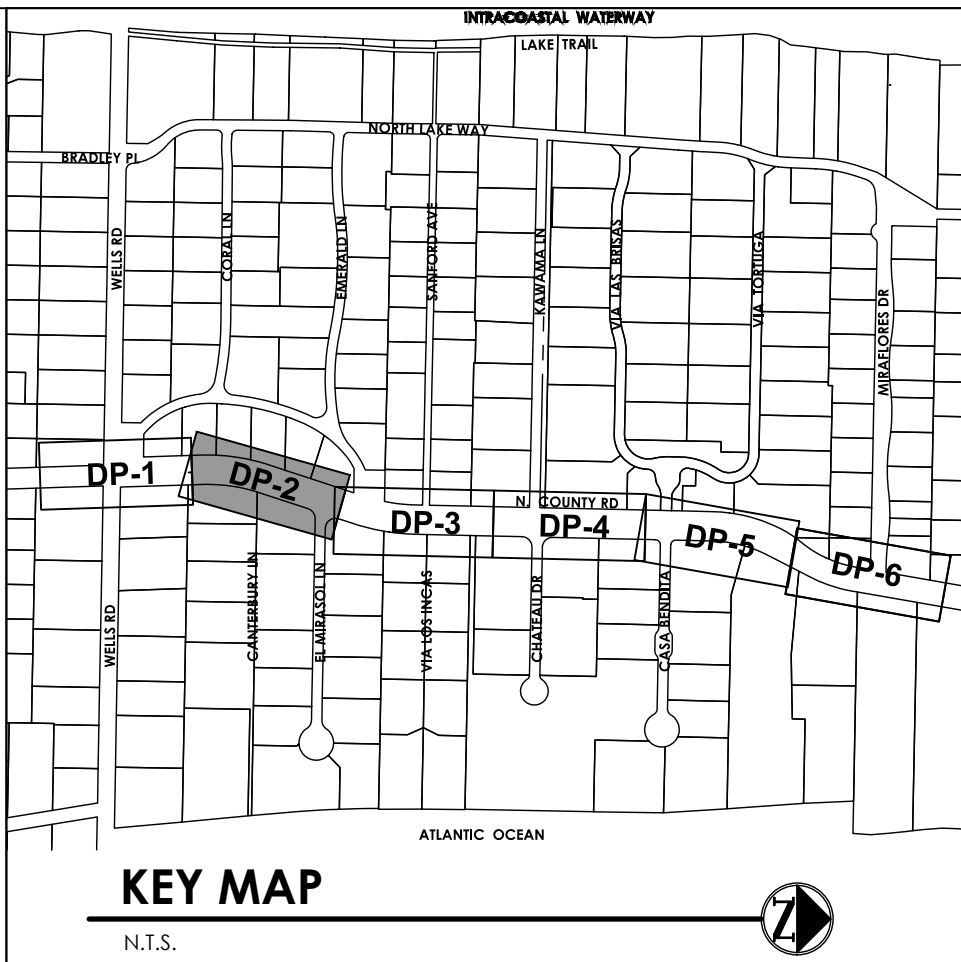 INTRACOASTAL WATERWAY
LAKE TRAIL
NORTH LAKE WAY
BRADLEY PL
WELLS RD
CORAL LN
EMERALD LN
SANFORD AVE
KAWAMA LN
VIA LAS BRISAS
VIA TORTUGA
MIRAFLORES DR
DP-1
DP-2
DP-3
N. COUNTY RD
DP-4
DP-5
DP-6
WELLS RD
CANTERBURY LN
EL MIRASOL LN
VIA LOS INCAS
CHATEAU DR
CASA BENDITA
ATLANTIC OCEAN
KEY MAP
N.T.S.
N